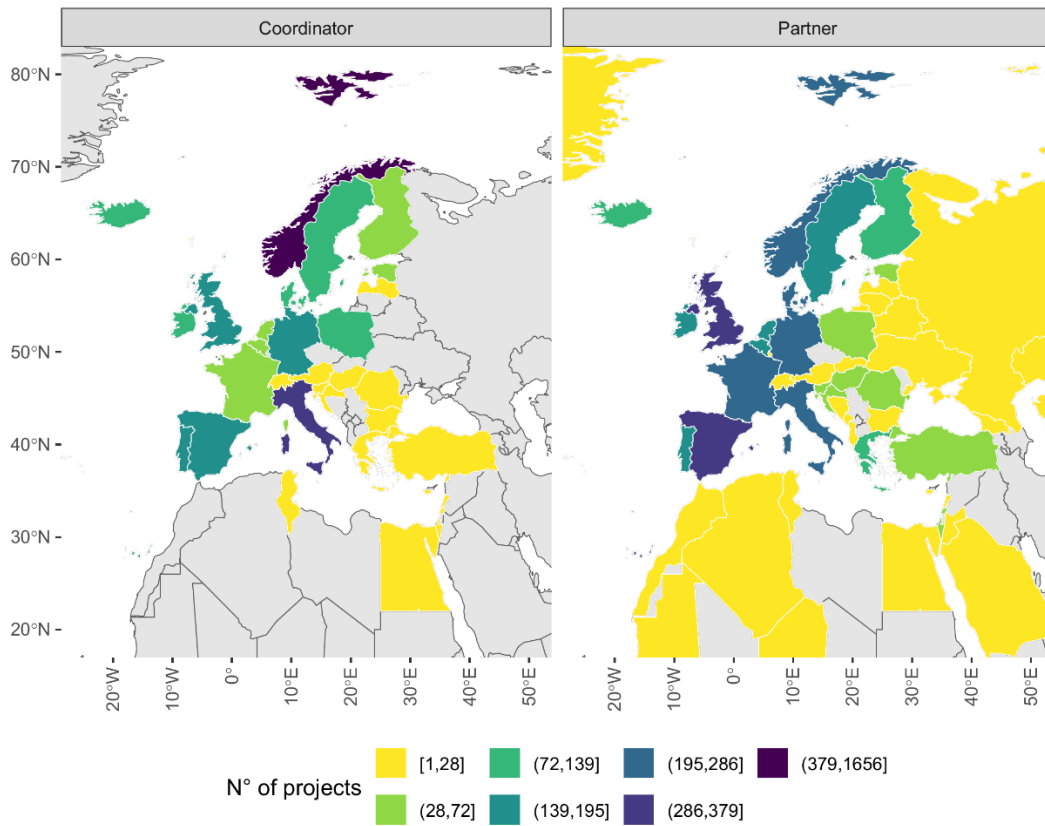 Coordinator
Partner
80°N
70°N
60°N
50°N
40°N
30°N
20°N
20°W
10°W
0°
10°E
20°E
30°E
40°E
50°E
20°W
10°W
0°
10°E
20°E
30°E
40°E
50°E
N° of projects
[1,28]
(72,139]
(195,286]
(379,1656]
(28,72]
(139,195]
(286,379]